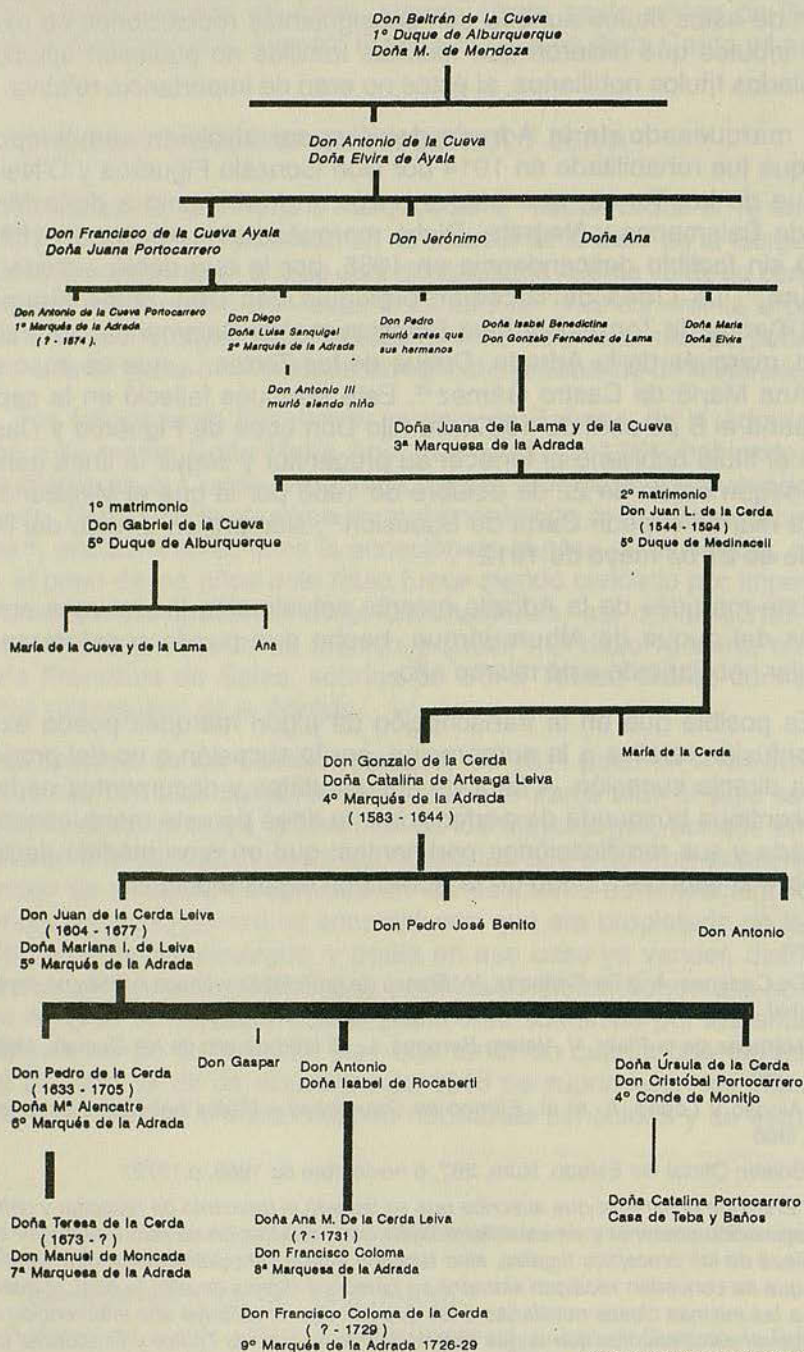 Don Beltrán de la Cueva
1º Duque de Alburquerque
Doña M. de Mendoza
Don Antonio de la Cueva
Doña Elvira de Ayala
Don Francisco de la Cueva Ayala
Doña Juana Portocarrero
Don Jerónimo
Doña Ana
Don Antonio de la Cueva Portocarrero
1º Marqués de la Adrada
( ? - 1574 ).
Don Diego
Doña Luisa Sanquigel
2º Marqués de la Adrada
Don Pedro
murió antes que
sus hermanos
Doña Isabel Benedictina
Don Gonzalo Fernandez de Lama
Doña Maria
Doña Elvira
Don Antonio III
murió siendo niño
Doña Juana de la Lama y de la Cueva
3ª Marquesa de la Adrada
1º matrimonio
Don Gabriel de la Cueva
5º Duque de Alburquerque
2º matrimonio
Don Juan L. de la Cerda
( 1544 - 1594 )
5º Duque de Medinaceli
María de la Cueva y de la Lama
Ana
Don Gonzalo de la Cerda
Doña Catalina de Arteaga Leiva
4º Marqués de la Adrada
( 1583 - 1644 )
María de la Cerda
Don Juan de la Cerda Leiva
( 1604 - 1677 )
Doña Mariana I. de Leiva
5º Marqués de la Adrada
Don Pedro José Benito
Don Antonio
Don Pedro de la Cerda
( 1633 - 1705 )
Doña Mª Alencatre
6º Marqués de la Adrada
Don Gaspar
Don Antonio
Doña Isabel de Rocaberti
Doña Úrsula de la Cerda
Don Cristóbal Portocarrero
4º Conde de Monitjo
Doña Teresa de la Cerda
( 1673 - ? )
Don Manuel de Moncada
7ª Marquesa de la Adrada
Doña Ana M. De la Cerda Leiva
( ? - 1731 )
Don Francisco Coloma
8ª Marquesa de la Adrada
Doña Catalina Portocarrero
Casa de Teba y Baños
Don Francisco Coloma de la Cerda
( ? - 1729 )
9º Marqués de la Adrada 1726-29